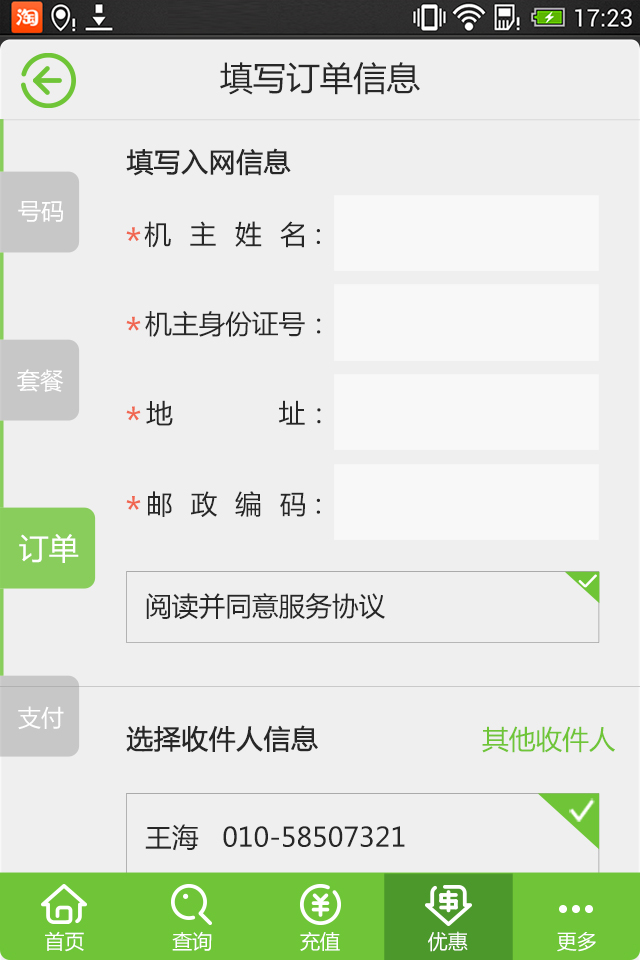 淘 17:23
填写订单信息
填写入网信息
号码
*机主姓名:
*机主身份证号:
套餐
*地址:
*邮政编码:
订单
阅读并同意服务协议
支付
选择收件人信息 其他收件人
王海 010-58507321
首页 查询 充值 优惠 更多